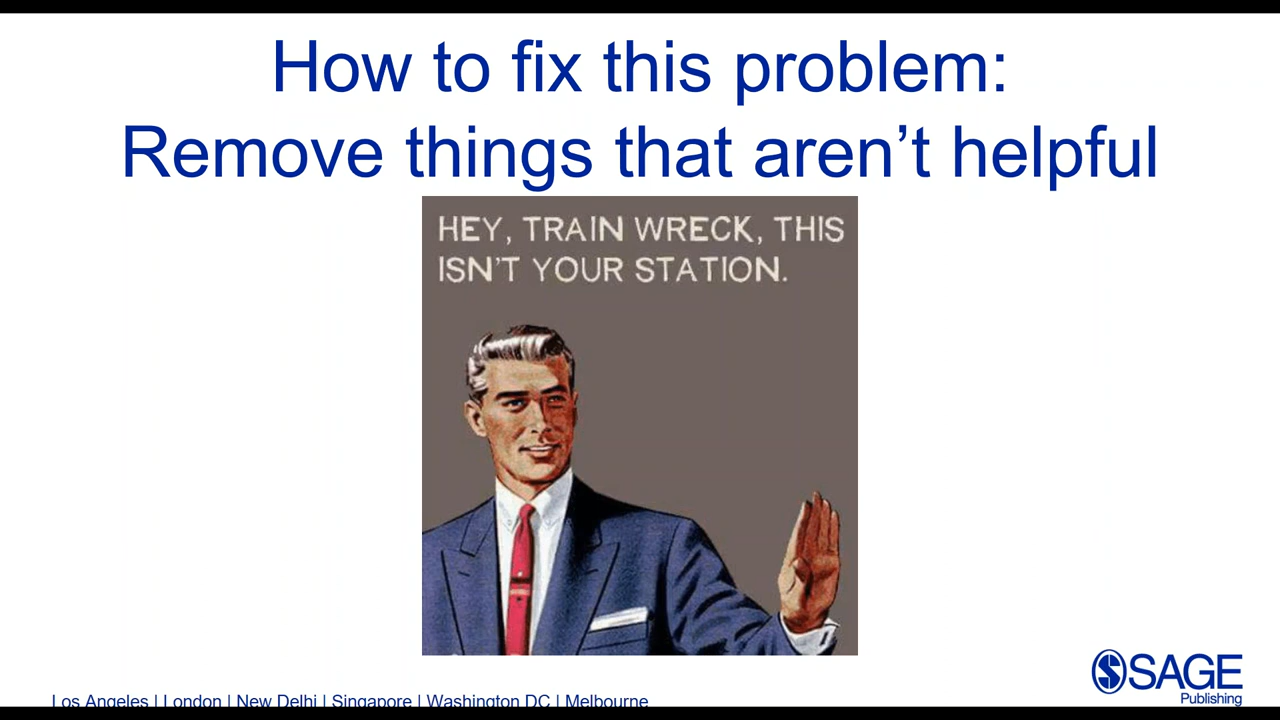 How to fix this problem:
Remove things that aren’t helpful
HEY, TRAIN WRECK, THIS
ISN'T YOUR STATION.
SAGE
Publishing
Los Angeles | London | New Delhi | Singapore | Washington DC | Melbourne